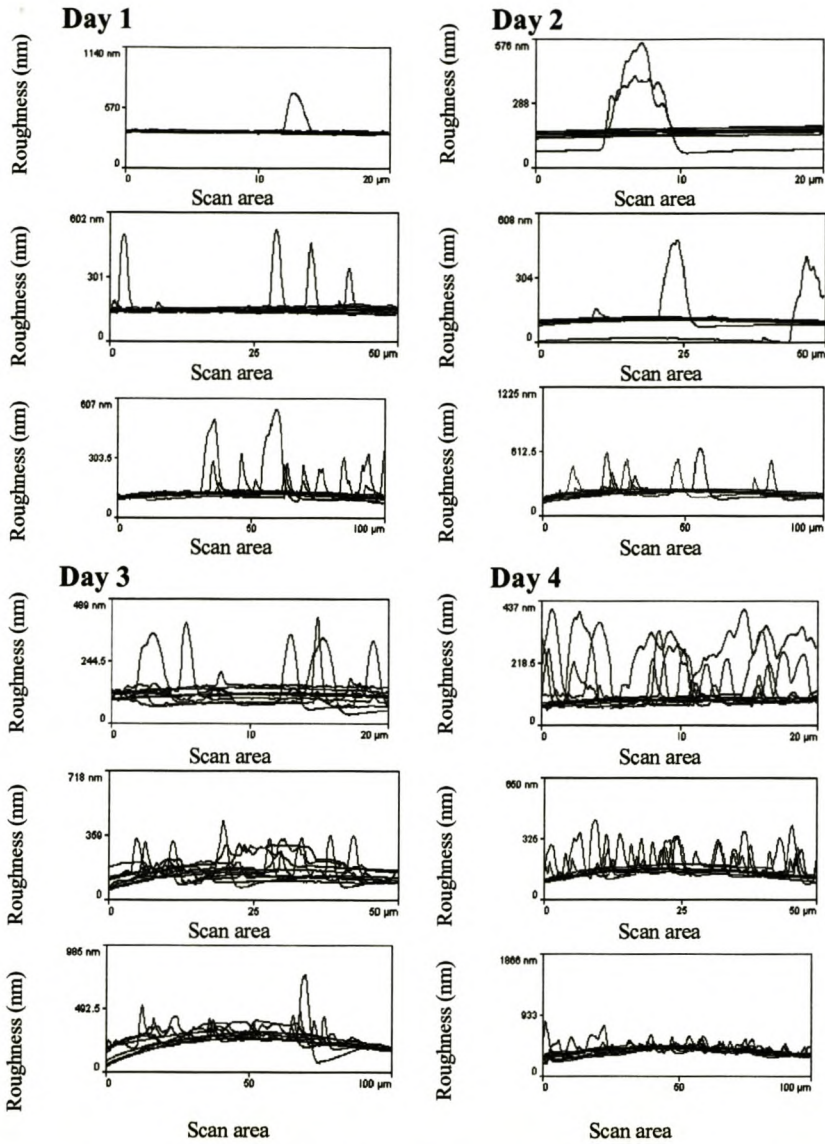 Day 1
Roughness (nm)
1140 nm
570
0
0 10 20 µm
Scan area
Roughness (nm)
602 nm
301
0
0 25 50 µm
Scan area
Roughness (nm)
607 nm
303.5
0
0 50 100 µm
Scan area
Day 2
Roughness (nm)
576 nm
288
0
0 10 20 µm
Scan area
Roughness (nm)
608 nm
304
0
0 25 50 µm
Scan area
Roughness (nm)
1225 nm
612.5
0
0 50 100 µm
Scan area
Day 3
Roughness (nm)
469 nm
244.5
0
0 10 20 µm
Scan area
Roughness (nm)
718 nm
359
0
0 25 50 µm
Scan area
Roughness (nm)
985 nm
492.5
0
0 50 100 µm
Scan area
Day 4
Roughness (nm)
437 nm
218.5
0
0 10 20 µm
Scan area
Roughness (nm)
650 nm
325
0
0 25 50 µm
Scan area
Roughness (nm)
1866 nm
933
0
0 50 100 µm
Scan area